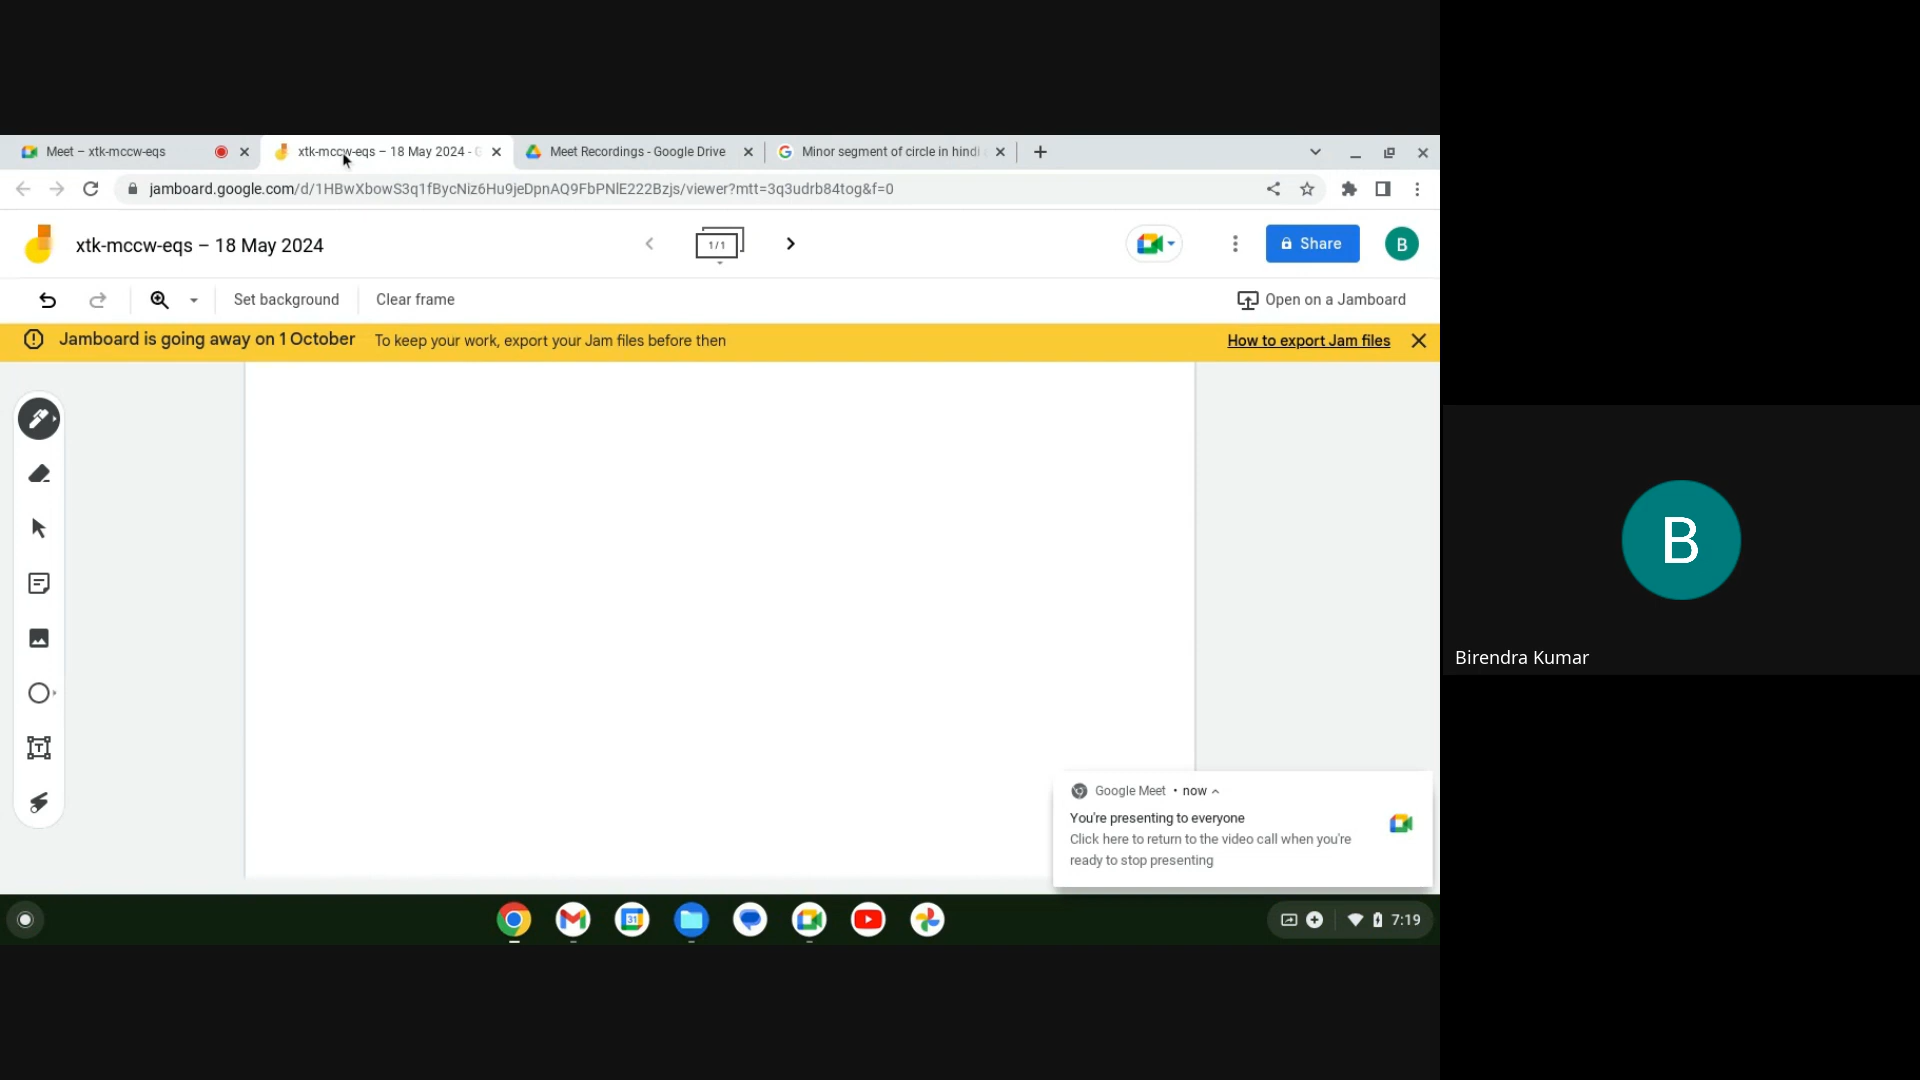 Meet – xtk-mccw-eqs
xtk-mccw-eqs – 18 May 2024 - G
Meet Recordings - Google Drive
Minor segment of circle in hindi
jamboard.google.com/d/1HBwXbowS3q1fBycNiz6Hu9jeDpnAQ9FbPNlE222Bzjs/viewer?mtt=3q3udrb84tog&f=0
xtk-mccw-eqs – 18 May 2024
1/1
Share
B
Set background
Clear frame
Open on a Jamboard
Jamboard is going away on 1 October
To keep your work, export your Jam files before then
How to export Jam files
T
B
Birendra Kumar
Google Meet • now
You're presenting to everyone
Click here to return to the video call when you're
ready to stop presenting
31
7:19